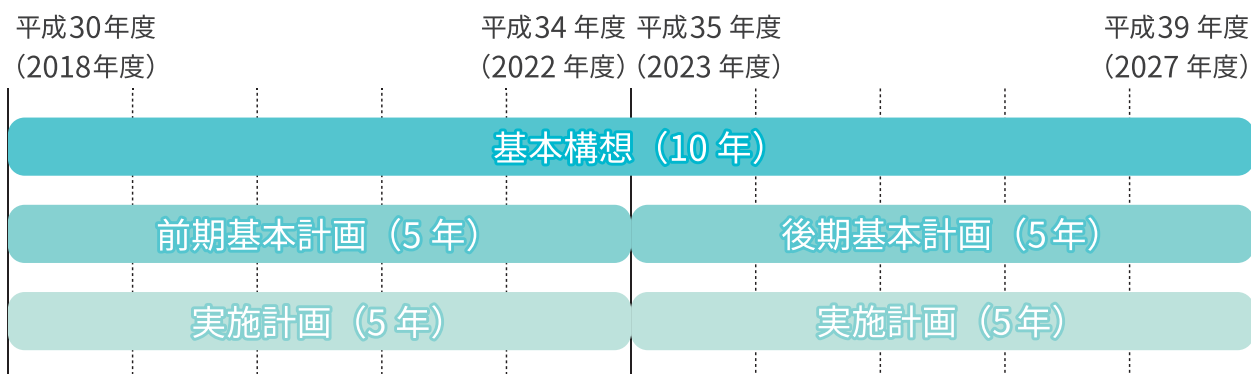 平成30年度 平成34 年度 平成35 年度 平成39 年度
（2018年度） （2022 年度） （2023 年度） （2027 年度）
基本構想（10 年）
前期基本計画（5 年） 後期基本計画（5年）
実施計画（5 年） 実施計画（5年）